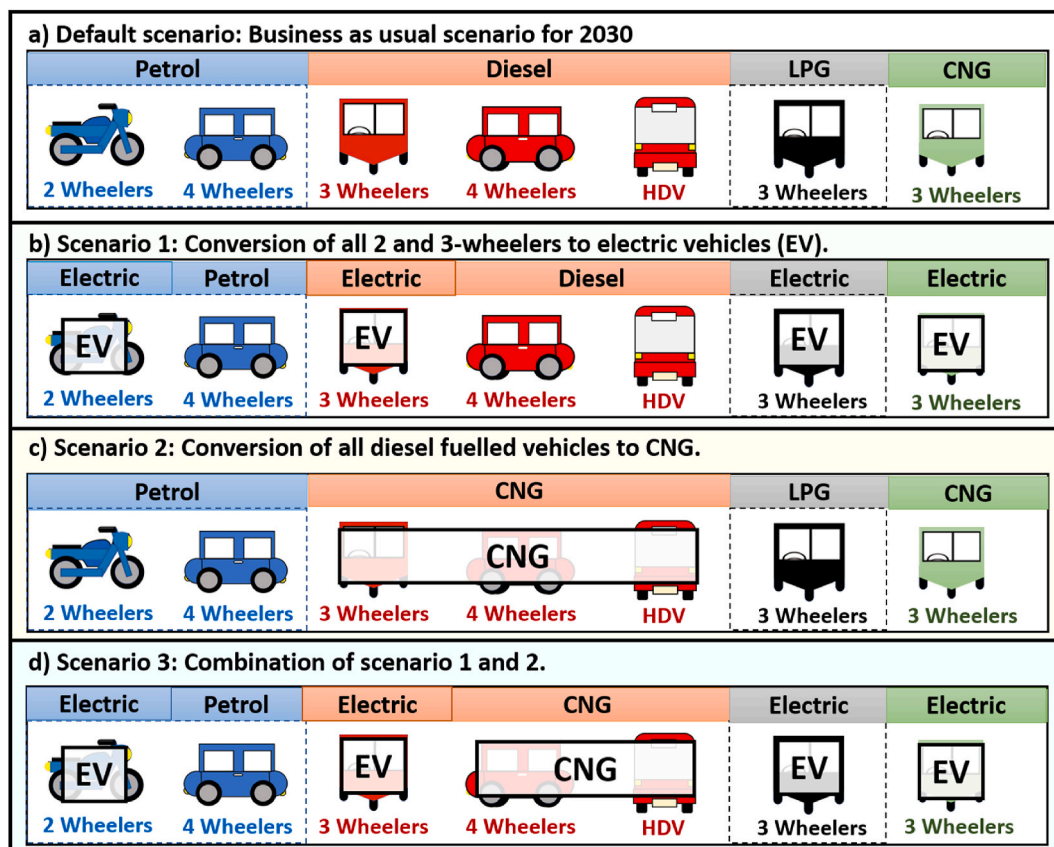 a) Default scenario: Business as usual scenario for 2030
Petrol Diesel LPG CNG
2 Wheelers 4 Wheelers 3 Wheelers 4 Wheelers HDV 3 Wheelers 3 Wheelers
b) Scenario 1: Conversion of all 2 and 3-wheelers to electric vehicles (EV).
Electric Petrol Electric Diesel Electric Electric
EV EV EV EV
2 Wheelers 4 Wheelers 3 Wheelers 4 Wheelers HDV 3 Wheelers 3 Wheelers
c) Scenario 2: Conversion of all diesel fuelled vehicles to CNG.
Petrol CNG LPG CNG
CNG
2 Wheelers 4 Wheelers 3 Wheelers 4 Wheelers HDV 3 Wheelers 3 Wheelers
d) Scenario 3: Combination of scenario 1 and 2.
Electric Petrol Electric CNG Electric Electric
EV EV CNG EV EV
2 Wheelers 4 Wheelers 3 Wheelers 4 Wheelers HDV 3 Wheelers 3 Wheelers